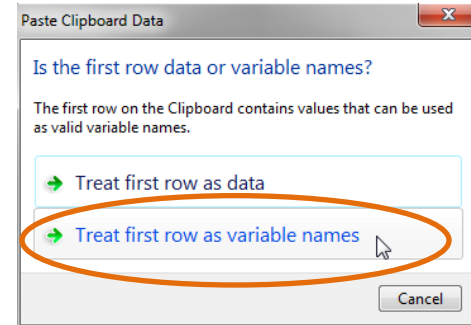 Paste Clipboard Data
Is the first row data or variable names?
The first row on the Clipboard contains values that can be used
as valid variable names.
Treat first row as data
Treat first row as variable names
Cancel